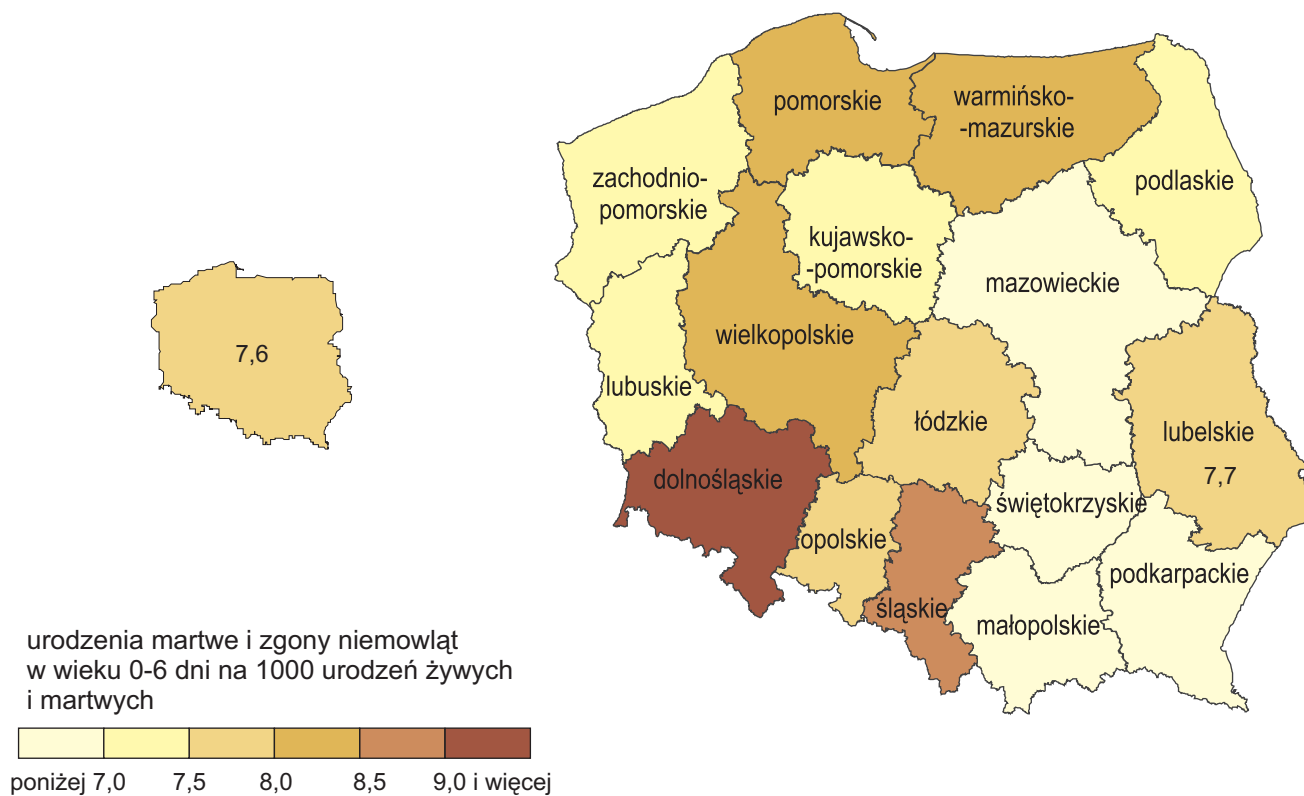 pomorskie
warmińsko-
-mazurskie
zachodnio-
pomorskie
podlaskie
kujawsko-
-pomorskie
mazowieckie
7,6
wielkopolskie
lubuskie
łódzkie
lubelskie
7,7
dolnośląskie
świętokrzyskie
opolskie
podkarpackie
śląskie
małopolskie
urodzenia martwe i zgony niemowląt
w wieku 0-6 dni na 1000 urodzeń żywych
i martwych
poniżej 7,0 7,5 8,0 8,5 9,0 i więcej